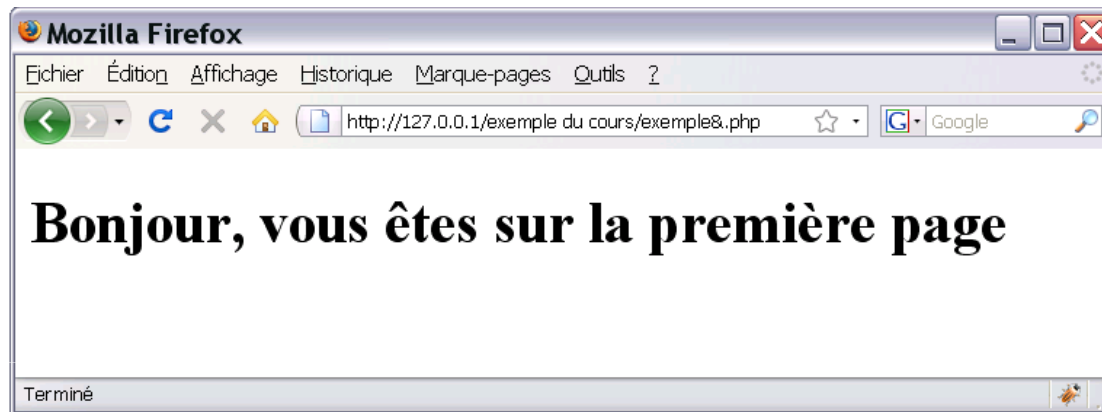 Mozilla Firefox
Fichier Édition Affichage Historique Marque-pages Outils ?
http://127.0.0.1/exemple du cours/exemple&.php G Google
Bonjour, vous êtes sur la première page
Terminé